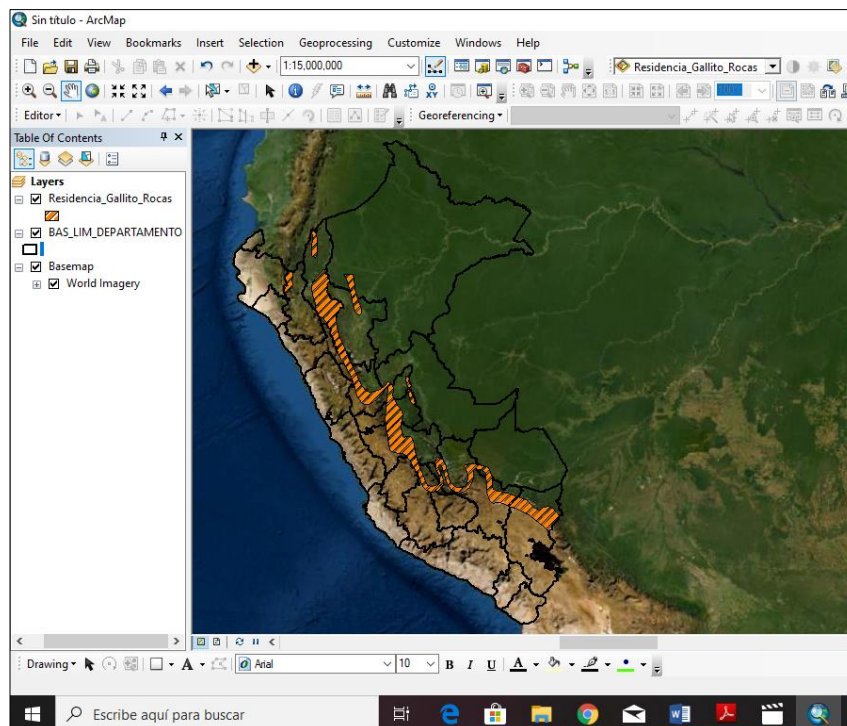 Sin título - ArcMap
File Edit View Bookmarks Insert Selection Geoprocessing Customize Windows Help
1:15,000,000 Residencia_Gallito_Rocas
Editor Georeferencing
Table Of Contents
Layers
Residencia_Gallito_Rocas
BAS_LIM_DEPARTAMENTO
Basemap
World Imagery
Drawing A Arial 10 B I U A
Escribe aquí para buscar